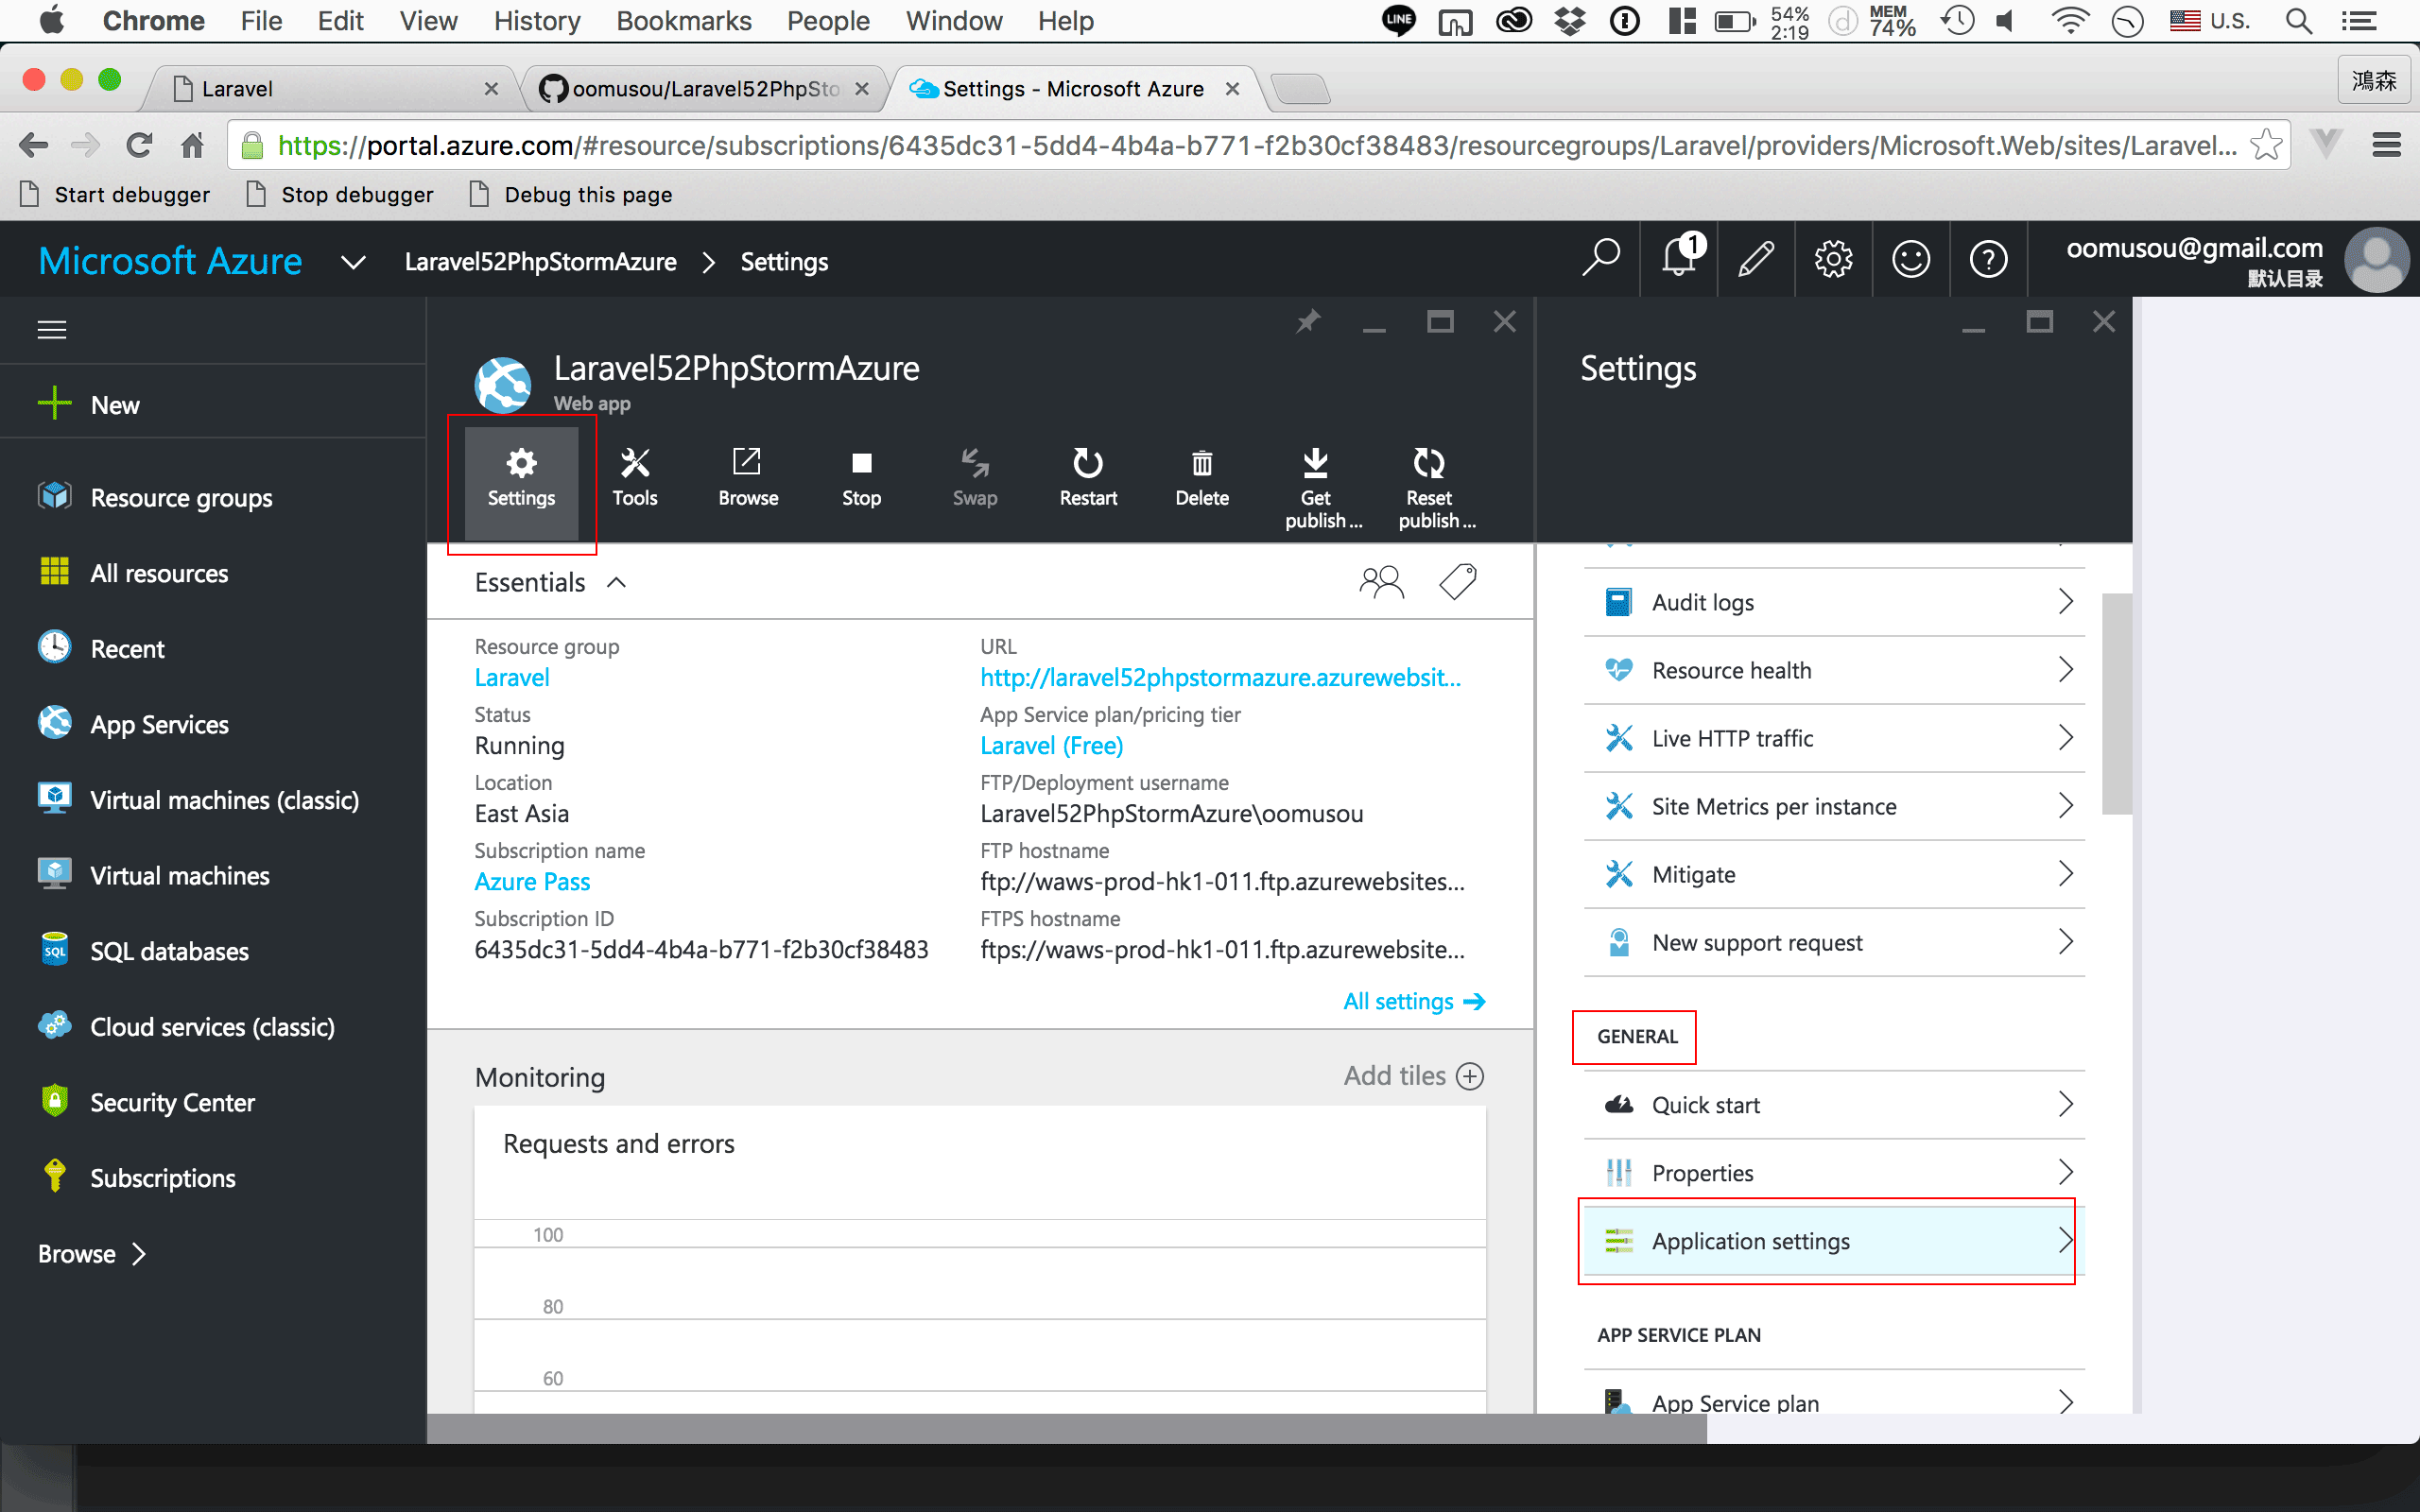 Chrome File Edit View History Bookmarks People Window Help LINE 54% 2:19 MEM 74% U.S.
Laravel
oomusou/Laravel52PhpSto
Settings - Microsoft Azure
鴻森
https://portal.azure.com/#resource/subscriptions/6435dc31-5dd4-4b4a-b771-f2b30cf38483/resourcegroups/Laravel/providers/Microsoft.Web/sites/Laravel...
Start debugger Stop debugger Debug this page
Microsoft Azure Laravel52PhpStormAzure Settings
1
oomusou@gmail.com
默认目录
New
Resource groups
All resources
Recent
App Services
Virtual machines (classic)
Virtual machines
SQL
SQL databases
Cloud services (classic)
Security Center
Subscriptions
Browse
Laravel52PhpStormAzure
Web app
Settings
Tools
Browse
Stop
Swap
Restart
Delete
Get publish ...
Reset publish ...
Essentials
Resource group
Laravel
Status
Running
Location
East Asia
Subscription name
Azure Pass
Subscription ID
6435dc31-5dd4-4b4a-b771-f2b30cf38483
URL
http://laravel52phpstormazure.azurewebsit...
App Service plan/pricing tier
Laravel (Free)
FTP/Deployment username
Laravel52PhpStormAzure\oomusou
FTP hostname
ftp://waws-prod-hk1-011.ftp.azurewebsites...
FTPS hostname
ftps://waws-prod-hk1-011.ftp.azurewebsite...
All settings
Monitoring
Add tiles
Requests and errors
100
80
60
Settings
Audit logs
Resource health
Live HTTP traffic
Site Metrics per instance
Mitigate
New support request
GENERAL
Quick start
Properties
Application settings
APP SERVICE PLAN
App Service plan